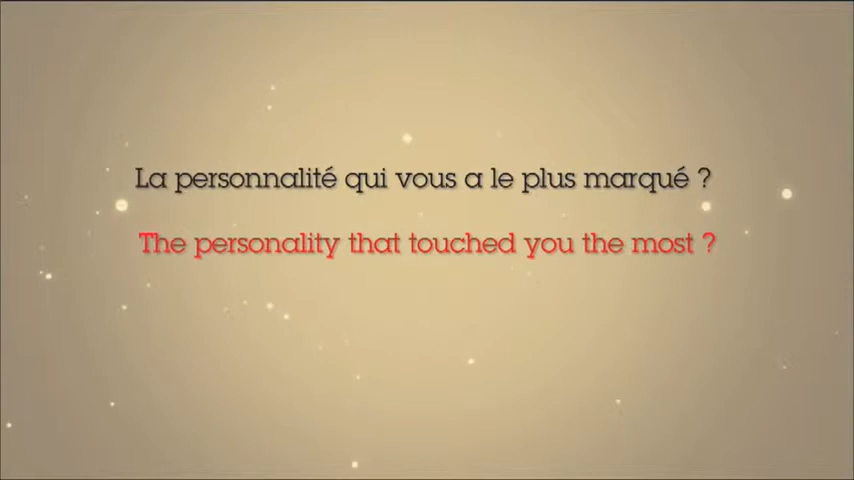 La personnalité qui vous a le plus marqué ?
The personality that touched you the most ?